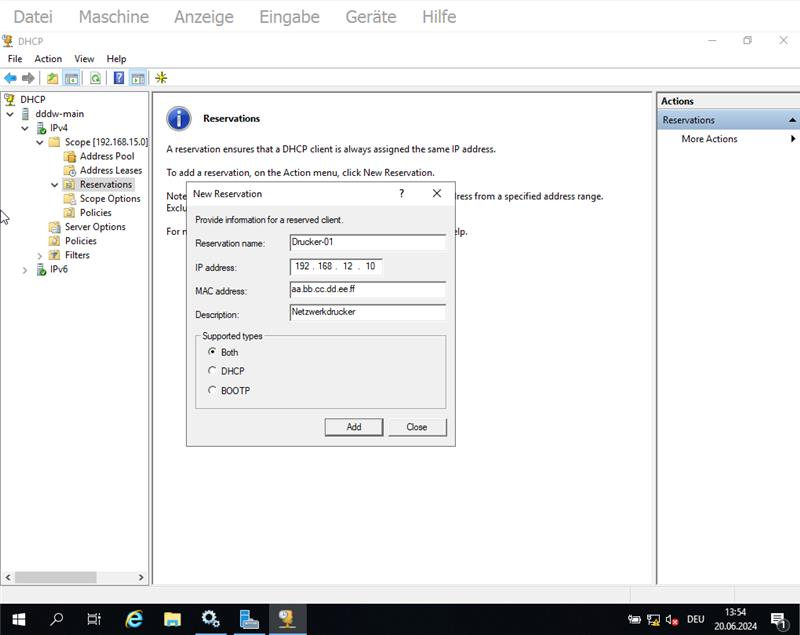 Datei Maschine Anzeige Eingabe Geräte Hilfe
DHCP
File Action View Help
DHCP
dddw-main
IPv4
Scope [192.168.15.0]
Address Pool
Address Leases
Reservations
Scope Options
Policies
Server Options
Policies
Filters
IPv6
Reservations
A reservation ensures that a DHCP client is always assigned the same IP address.
To add a reservation, on the Action menu, click New Reservation.
Note
ress from a specified address range.
Exclu
For m
elp.
New Reservation
?
Provide information for a reserved client.
Reservation name: Drucker-01
IP address: 192 . 168 . 12 . 10
MAC address: aa.bb.cc.dd.ee.ff
Description: Netzwerkdrucker
Supported types
Both
DHCP
BOOTP
Add Close
Actions
Reservations
More Actions
DEU
13:54
20.06.2024
1